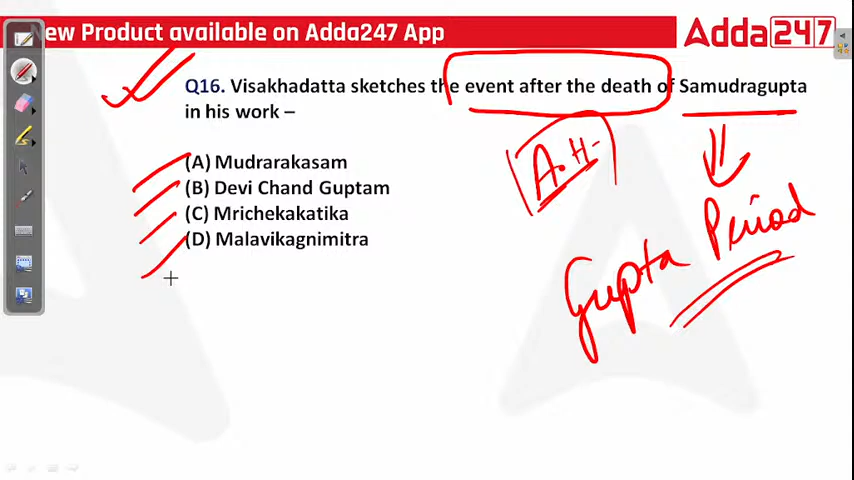 New Product available on Adda247 App
Adda247
Q16. Visakhadatta sketches the event after the death of Samudragupta
in his work –
A.H-
(A) Mudrarakasam
(B) Devi Chand Guptam
(C) Mrichekakatika
(D) Malavikagnimitra
Gupta Period